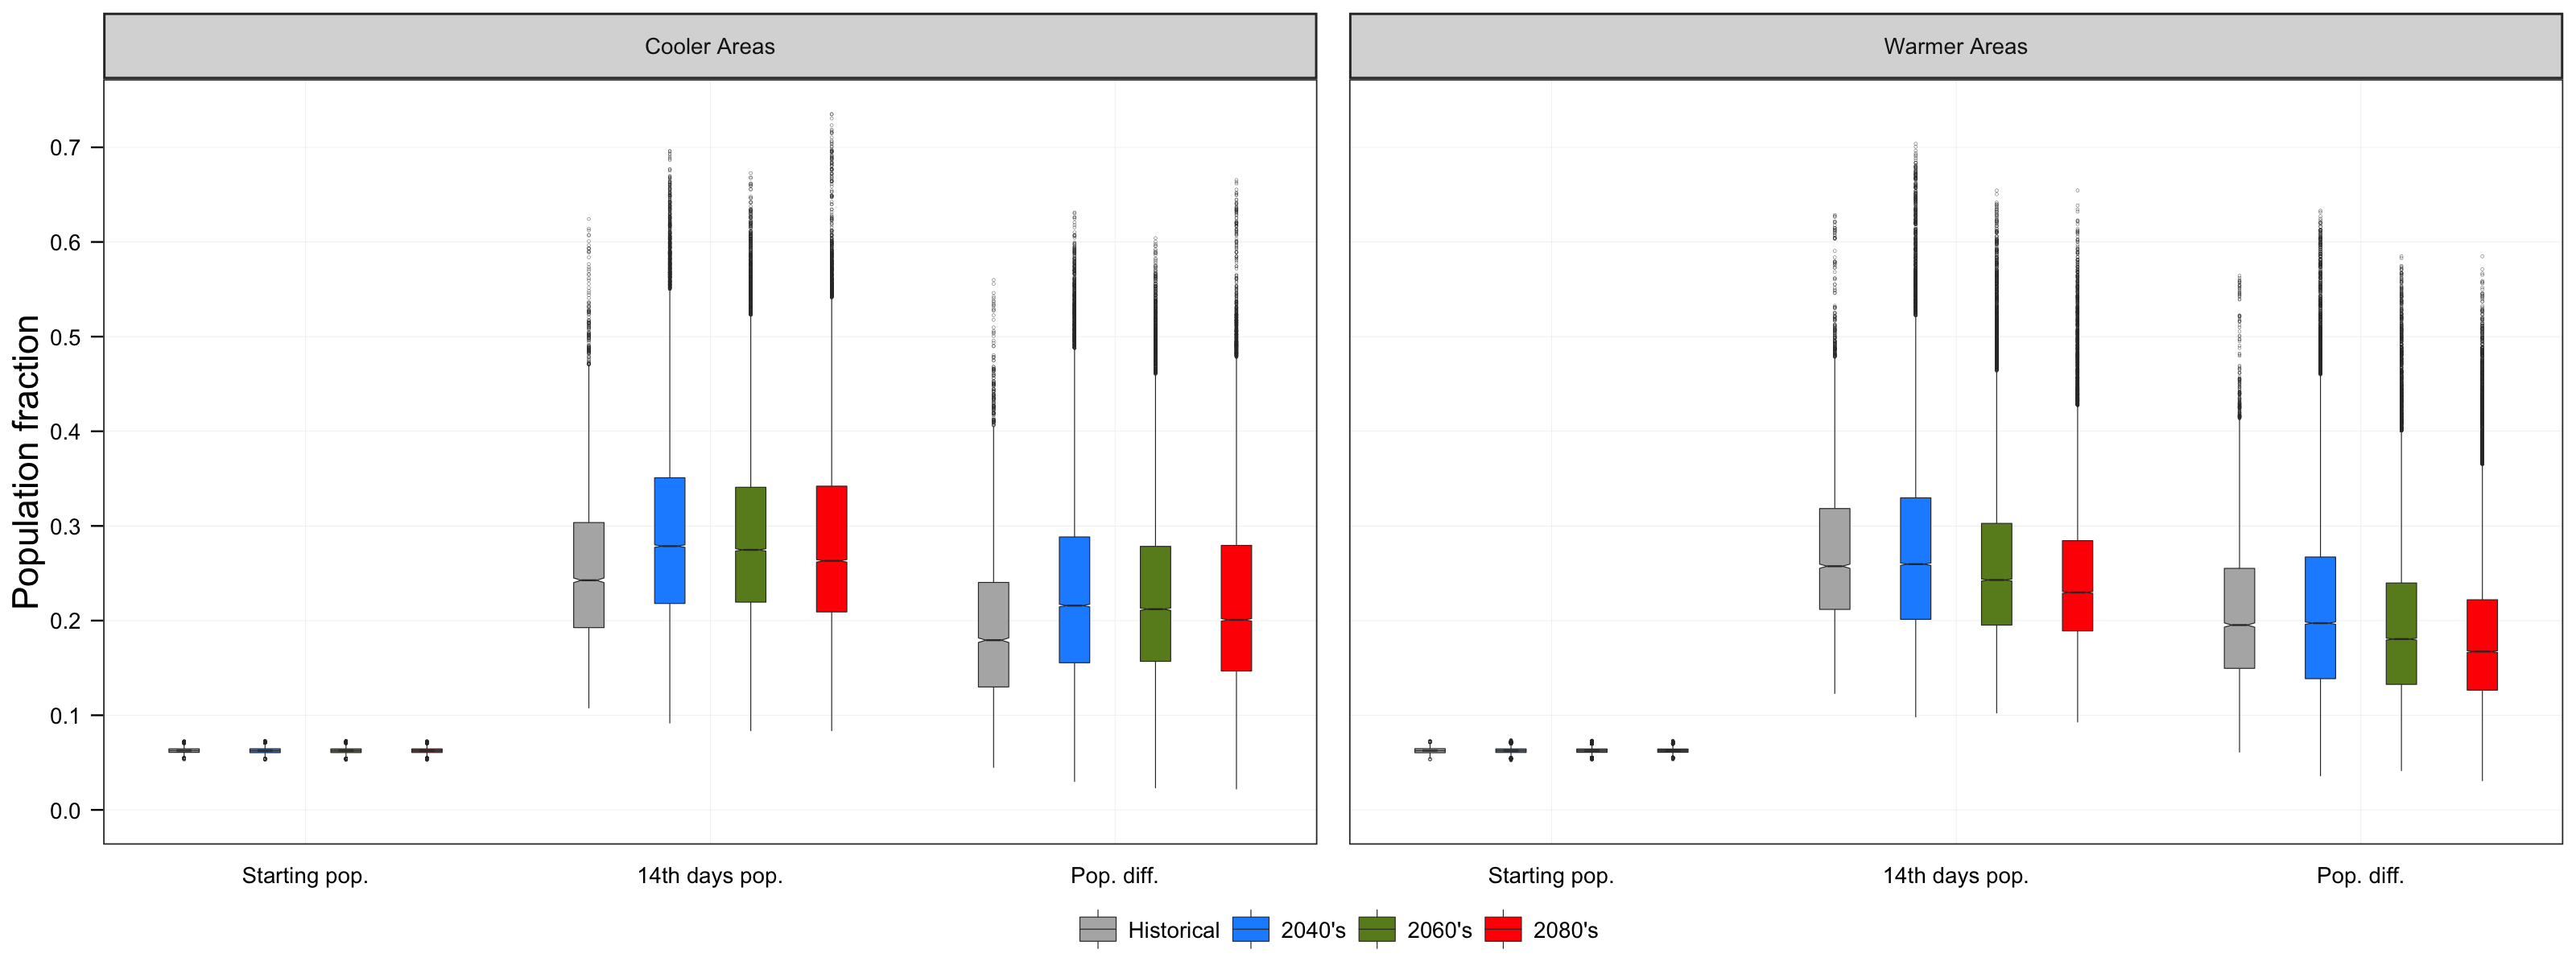 Cooler Areas
Warmer Areas
Population fraction
0.7
0.6
0.5
0.4
0.3
0.2
0.1
0.0
Starting pop. 14th days pop. Pop. diff.
Starting pop. 14th days pop. Pop. diff.
Historical 2040's 2060's 2080's